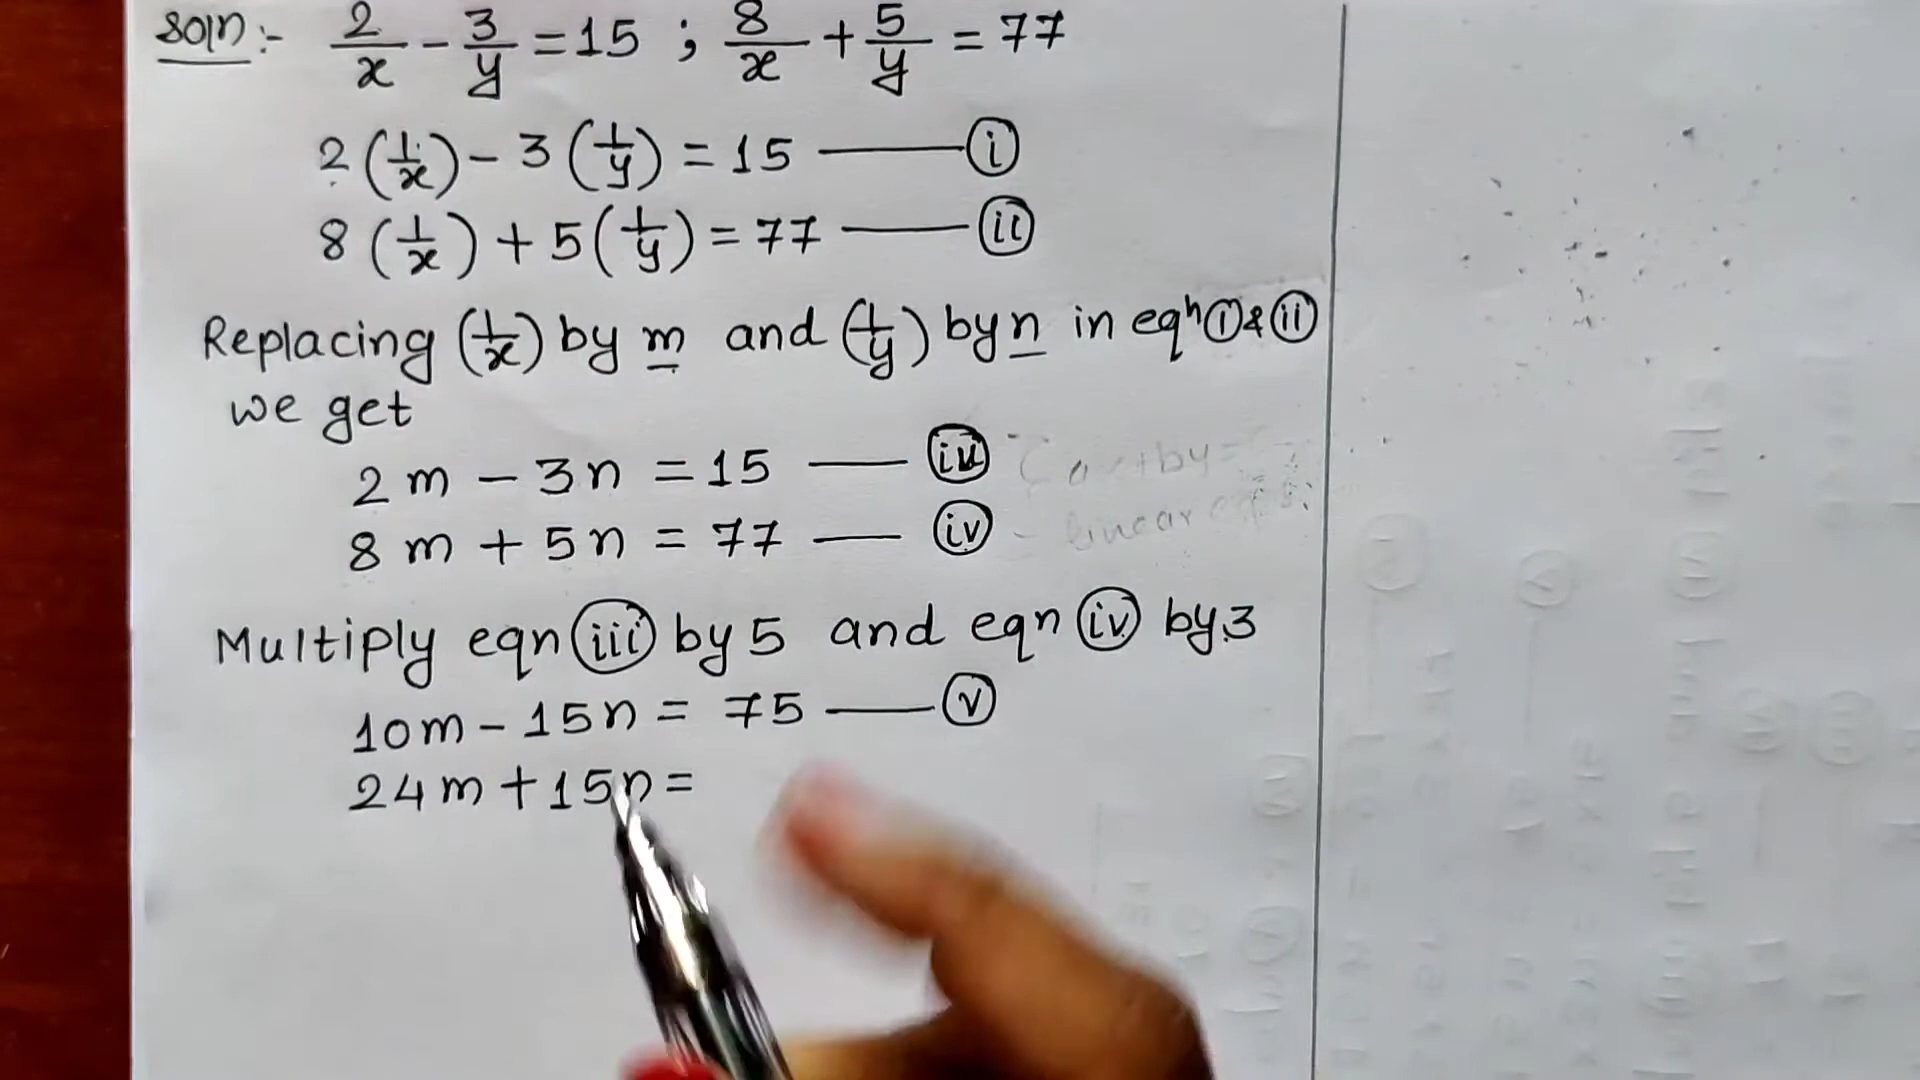 soln:- 2/x - 3/y = 15 ; 8/x + 5/y = 77
2(1/x) - 3(1/y) = 15 —— (i)
8(1/x) + 5(1/y) = 77 —— (ii)
Replacing (1/x) by m and (1/y) by n in eqn (i) & (ii)
we get
2m - 3n = 15 —— (iii)
8m + 5n = 77 —— (iv)
Multiply eqn (iii) by 5 and eqn (iv) by 3
10m - 15n = 75 —— (v)
24m + 15n =